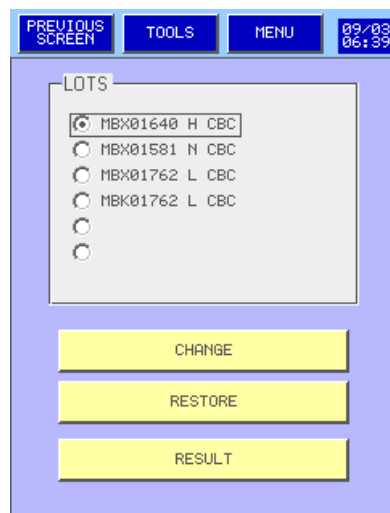 PREVIOUS
SCREEN
TOOLS
MENU
09/03
06:39
LOTS
MBX01640 H CBC
MBX01581 N CBC
MBX01762 L CBC
MBK01762 L CBC
CHANGE
RESTORE
RESULT